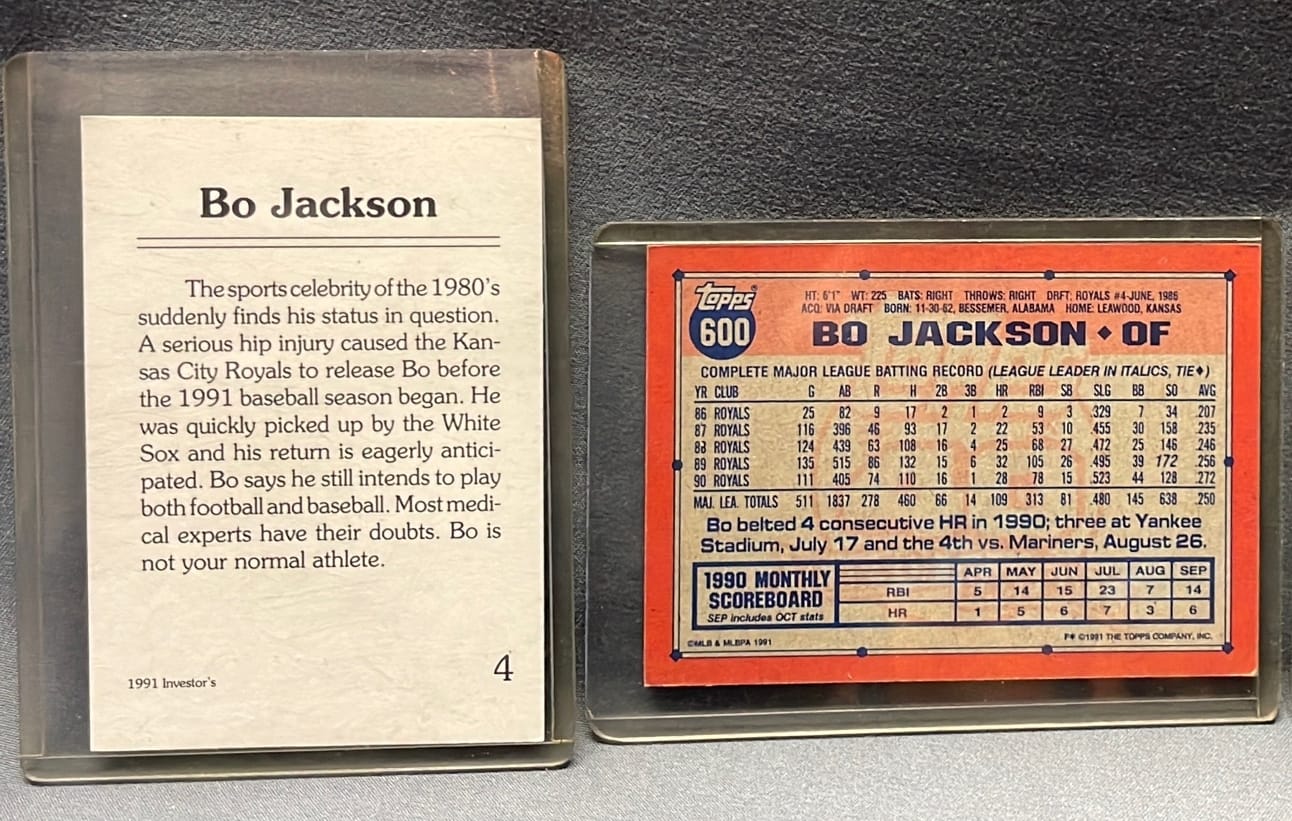 Bo Jackson
The sports celebrity of the 1980's
suddenly finds his status in question.
A serious hip injury caused the Kan-
sas City Royals to release Bo before
the 1991 baseball season began. He
was quickly picked up by the White
Sox and his return is eagerly antici-
pated. Bo says he still intends to play
both football and baseball. Most medi-
cal experts have their doubts. Bo is
not your normal athlete.
1991 Investor's
4
Topps®
600
HT: 6'1" WT: 225 BATS: RIGHT THROWS: RIGHT DRFT: ROYALS #4-JUNE, 1986
ACQ: VIA DRAFT BORN: 11-30-62, BESSEMER, ALABAMA HOME: LEAWOOD, KANSAS
BO JACKSON ♦ OF
COMPLETE MAJOR LEAGUE BATTING RECORD (LEAGUE LEADER IN ITALICS, TIE♦)
YR CLUB G AB R H 2B 3B HR RBI SB SLG BB SO AVG
86 ROYALS 25 82 9 17 2 1 2 9 3 .329 7 34 .207
87 ROYALS 116 396 46 93 17 2 22 53 10 .455 30 158 .235
88 ROYALS 124 439 63 108 16 4 25 68 27 .472 25 146 .246
89 ROYALS 135 515 86 132 15 6 32 105 26 .495 39 172 .256
90 ROYALS 111 405 74 110 16 1 28 78 15 .523 44 128 .272
MAJ. LEA. TOTALS 511 1837 278 460 66 14 109 313 81 .480 145 638 .250
Bo belted 4 consecutive HR in 1990; three at Yankee
Stadium, July 17 and the 4th vs. Mariners, August 26.
1990 MONTHLY
SCOREBOARD
SEP includes OCT stats
APR MAY JUN JUL AUG SEP
RBI 5 14 15 23 7 14
HR 1 5 6 7 3 6
©MLB & MLBPA 1991
F* ©1991 THE TOPPS COMPANY, INC.